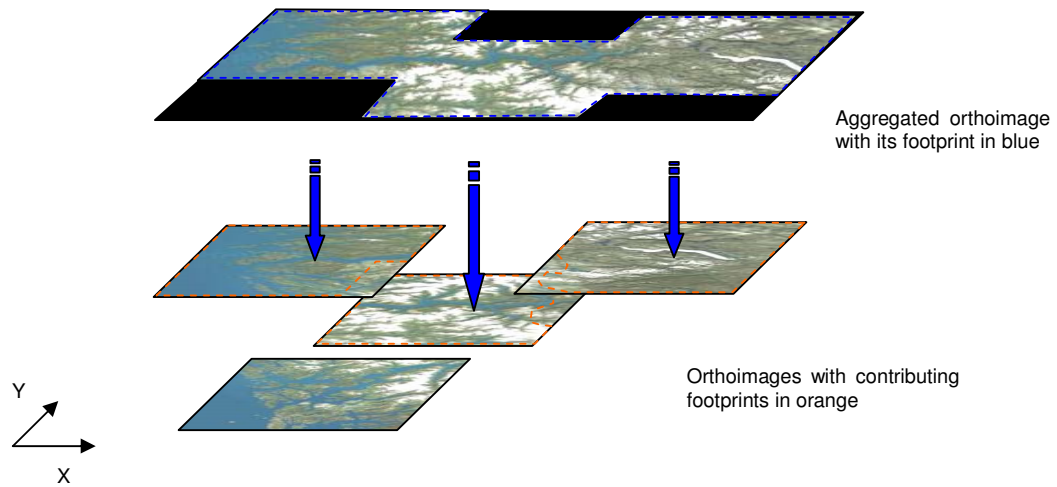 Aggregated orthoimage
with its footprint in blue
Orthoimages with contributing
footprints in orange
Y
X